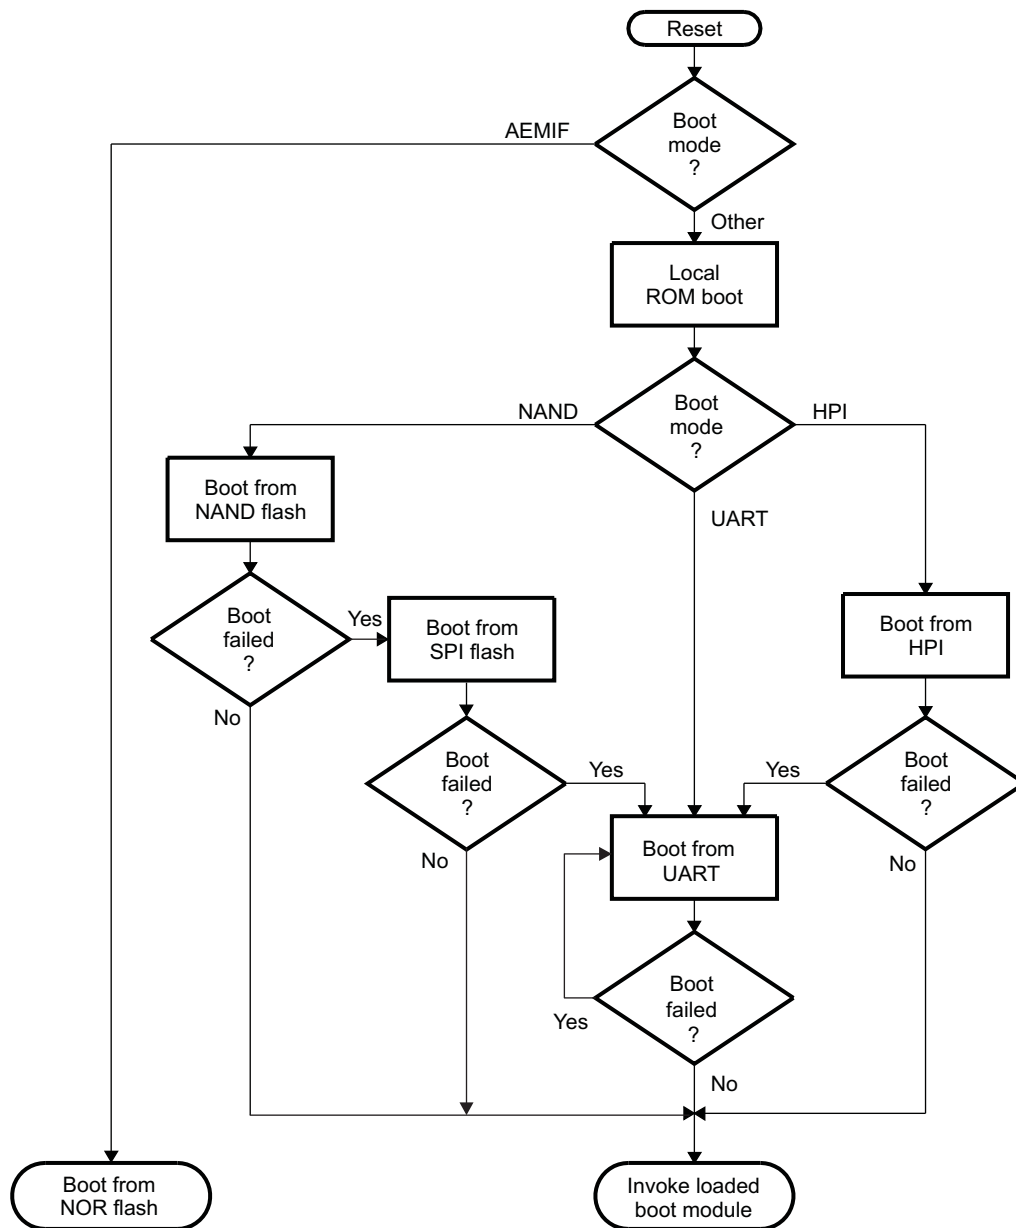 Reset
Boot
mode
?
AEMIF
Other
Local
ROM boot
Boot
mode
?
NAND
HPI
UART
Boot from
NAND flash
Boot
failed
?
Yes
No
Boot from
SPI flash
Boot from
HPI
Boot
failed
?
Yes
No
Boot
failed
?
Yes
No
Boot from
UART
Boot
failed
?
Yes
No
Boot from
NOR flash
Invoke loaded
boot module